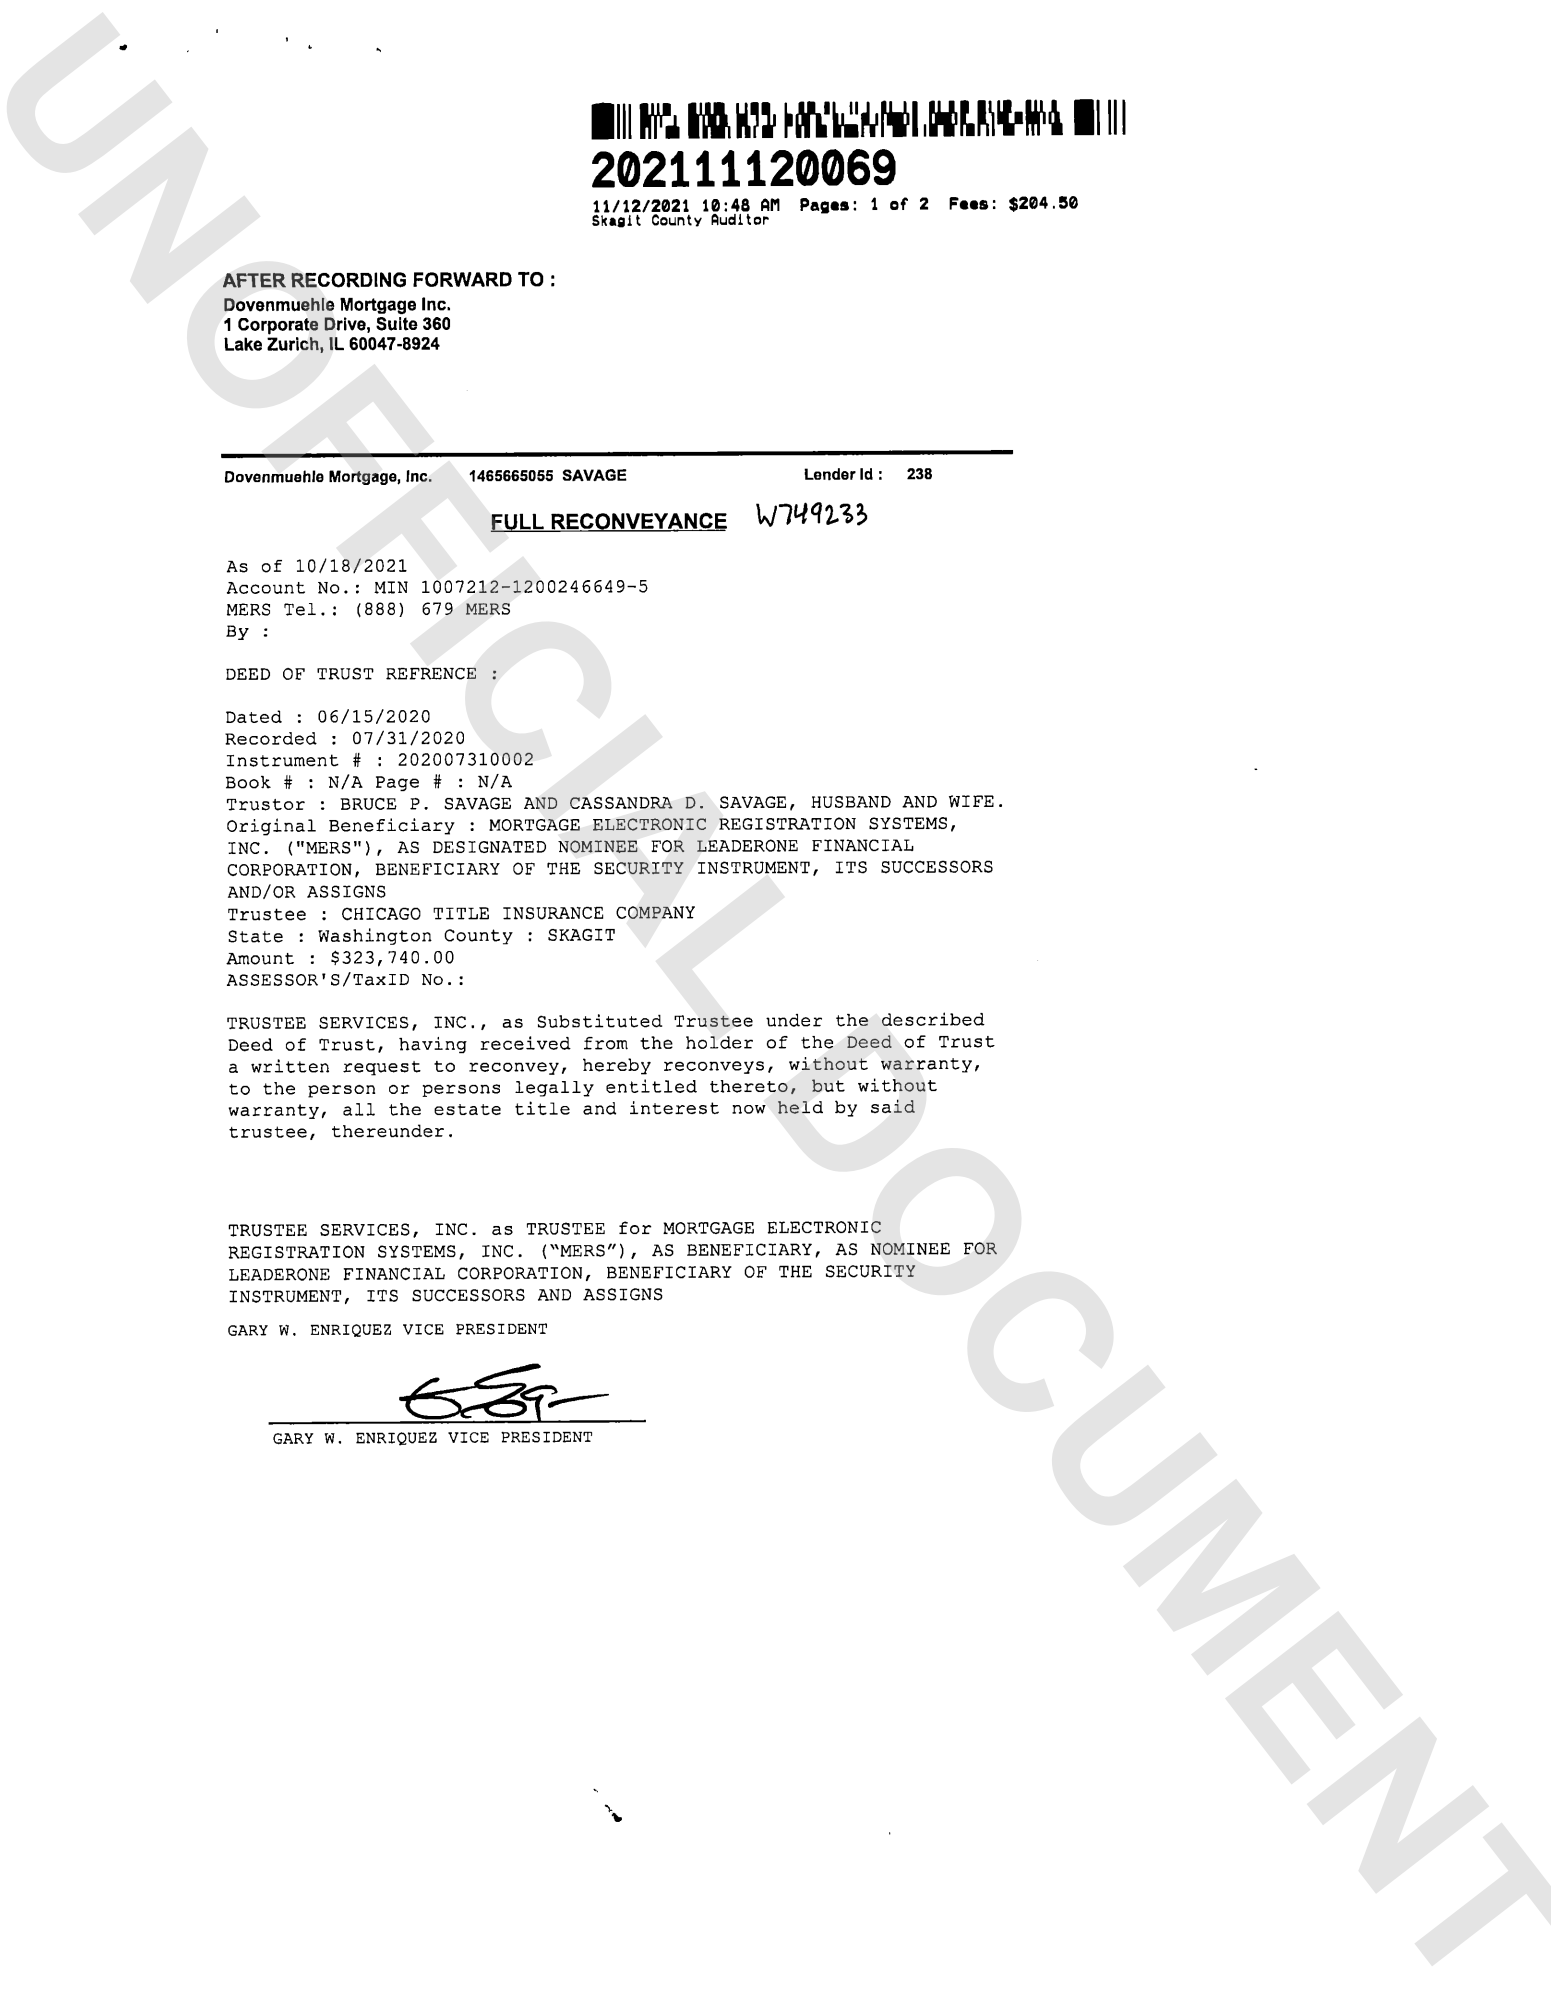 202111120069
11/12/2021 10:48 AM Pages: 1 of 2 Fees: $204.50
Skagit County Auditor
AFTER RECORDING FORWARD TO :
Dovenmuehle Mortgage Inc.
1 Corporate Drive, Suite 360
Lake Zurich, IL 60047-8924
Dovenmuehle Mortgage, Inc. 1465665055 SAVAGE Lender Id : 238
FULL RECONVEYANCE W749233
As of 10/18/2021
Account No.: MIN 1007212-1200246649-5
MERS Tel.: (888) 679 MERS
By :
DEED OF TRUST REFRENCE :
Dated : 06/15/2020
Recorded : 07/31/2020
Instrument # : 202007310002
Book # : N/A Page # : N/A
Trustor : BRUCE P. SAVAGE AND CASSANDRA D. SAVAGE, HUSBAND AND WIFE.
Original Beneficiary : MORTGAGE ELECTRONIC REGISTRATION SYSTEMS,
INC. ("MERS"), AS DESIGNATED NOMINEE FOR LEADERONE FINANCIAL
CORPORATION, BENEFICIARY OF THE SECURITY INSTRUMENT, ITS SUCCESSORS
AND/OR ASSIGNS
Trustee : CHICAGO TITLE INSURANCE COMPANY
State : Washington County : SKAGIT
Amount : $323,740.00
ASSESSOR'S/TaxID No.:
TRUSTEE SERVICES, INC., as Substituted Trustee under the described
Deed of Trust, having received from the holder of the Deed of Trust
a written request to reconvey, hereby reconveys, without warranty,
to the person or persons legally entitled thereto, but without
warranty, all the estate title and interest now held by said
trustee, thereunder.
TRUSTEE SERVICES, INC. as TRUSTEE for MORTGAGE ELECTRONIC
REGISTRATION SYSTEMS, INC. ("MERS"), AS BENEFICIARY, AS NOMINEE FOR
LEADERONE FINANCIAL CORPORATION, BENEFICIARY OF THE SECURITY
INSTRUMENT, ITS SUCCESSORS AND ASSIGNS
GARY W. ENRIQUEZ VICE PRESIDENT
GARY W. ENRIQUEZ VICE PRESIDENT
UNOFFICIAL DOCUMENT